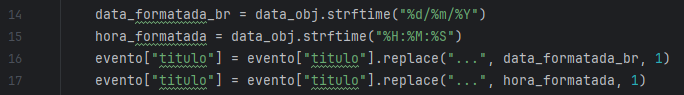 14 data_formatada_br = data_obj.strftime("%d/%m/%Y")
15 hora_formatada = data_obj.strftime("%H:%M:%S")
16 evento["titulo"] = evento["titulo"].replace("...", data_formatada_br, 1)
17 evento["titulo"] = evento["titulo"].replace("...", hora_formatada, 1)